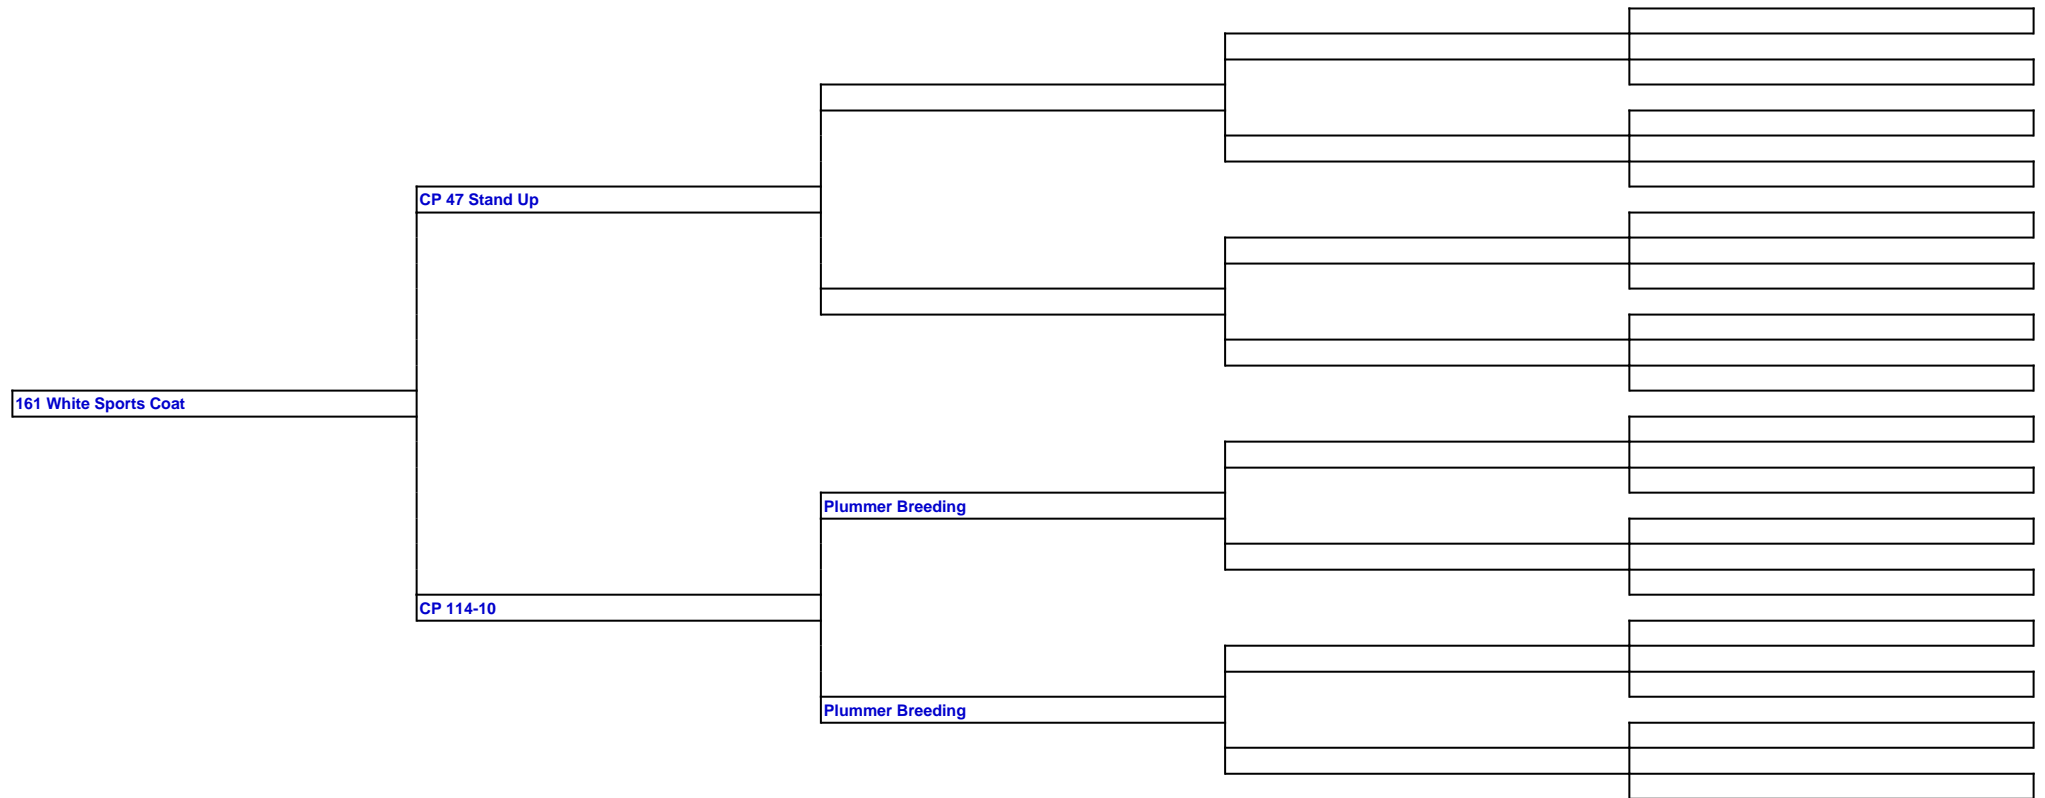 CP 47 Stand Up
161 White Sports Coat
Plummer Breeding
CP 114-10
Plummer Breeding